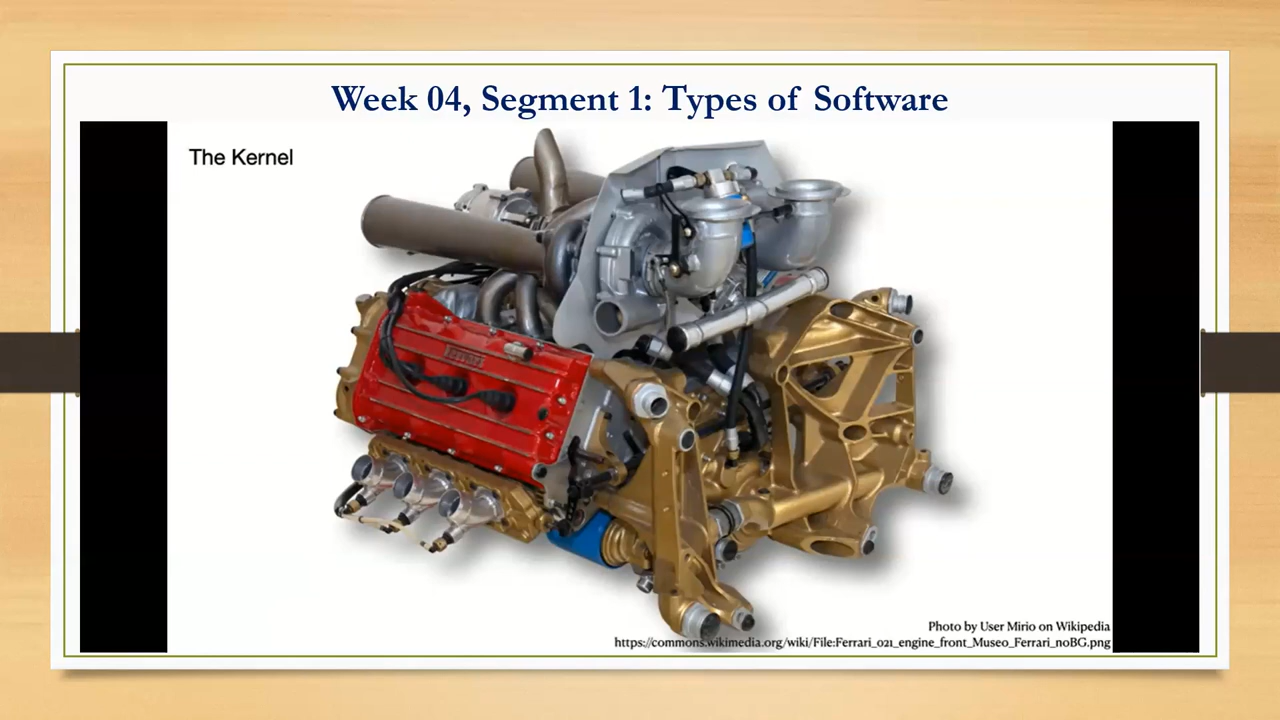 Week 04, Segment 1: Types of Software
The Kernel
Ferrari
Photo by User Mirio on Wikipedia
https://commons.wikimedia.org/wiki/File:Ferrari_021_engine_front_Museo_Ferrari_noBG.png